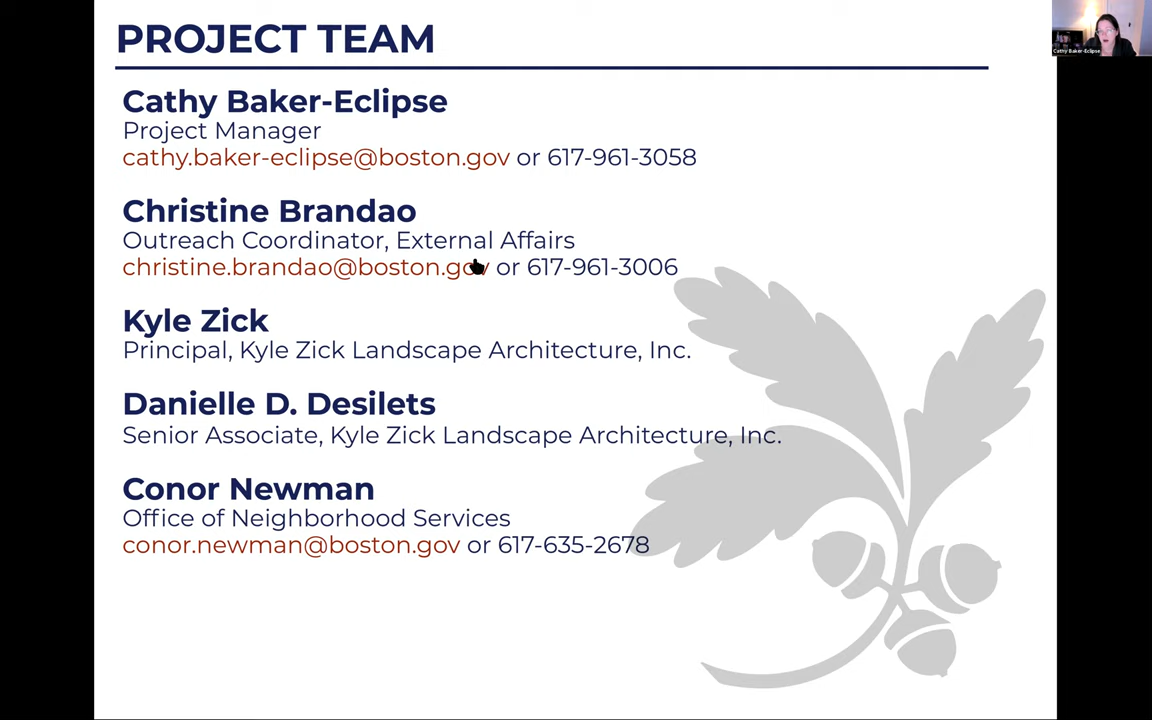 PROJECT TEAM
Cathy Baker-Eclipse
Cathy Baker-Eclipse
Project Manager
cathy.baker-eclipse@boston.gov or 617-961-3058
Christine Brandao
Outreach Coordinator, External Affairs
christine.brandao@boston.gov or 617-961-3006
Kyle Zick
Principal, Kyle Zick Landscape Architecture, Inc.
Danielle D. Desilets
Senior Associate, Kyle Zick Landscape Architecture, Inc.
Conor Newman
Office of Neighborhood Services
conor.newman@boston.gov or 617-635-2678